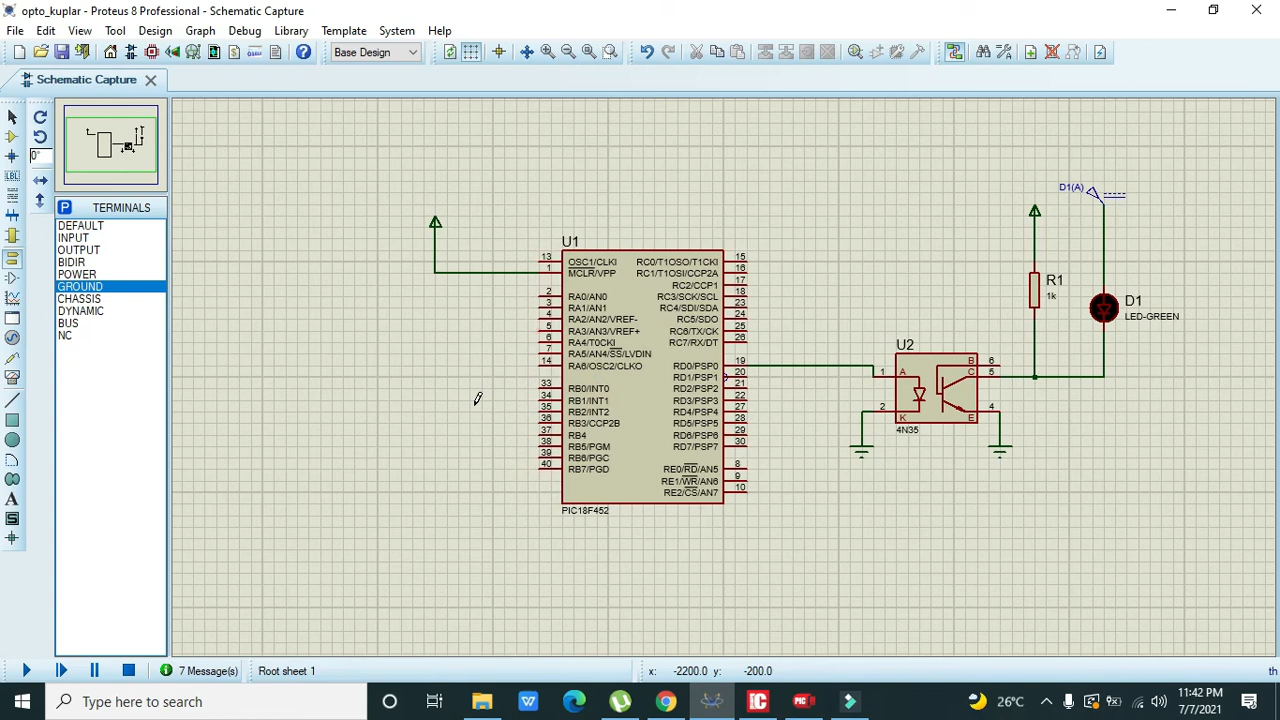 opto_kuplar - Proteus 8 Professional - Schematic Capture
File Edit View Tool Design Graph Debug Library Template System Help
Base Design
Schematic Capture
0°
P TERMINALS
DEFAULT
INPUT
OUTPUT
BIDIR
POWER
GROUND
CHASSIS
DYNAMIC
BUS
NC
LBL
A
S
U1
13 OSC1/CLKI
1 MCLR/VPP
2 RA0/AN0
3 RA1/AN1
4 RA2/AN2/VREF-
5 RA3/AN3/VREF+
6 RA4/T0CKI
7 RA5/AN4/SS/LVDIN
14 RA6/OSC2/CLKO
33 RB0/INT0
34 RB1/INT1
35 RB2/INT2
36 RB3/CCP2B
37 RB4
38 RB5/PGM
39 RB6/PGC
40 RB7/PGD
RC0/T1OSO/T1CKI 15
RC1/T1OSI/CCP2A 16
RC2/CCP1 17
RC3/SCK/SCL 18
RC4/SDI/SDA 23
RC5/SDO 24
RC6/TX/CK 25
RC7/RX/DT 26
RD0/PSP0 19
RD1/PSP1 20
RD2/PSP2 21
RD3/PSP3 22
RD4/PSP4 27
RD5/PSP5 28
RD6/PSP6 29
RD7/PSP7 30
RE0/RD/AN5 8
RE1/WR/AN6 9
RE2/CS/AN7 10
PIC18F452
U2
1 A
2 K
B 6
C 5
E 4
4N35
R1
1k
D1(A)
D1
LED-GREEN
7 Message(s) Root sheet 1 x: -2200.0 y: -200.0 th
Type here to search
W
IC
PIC
26°C
11:42 PM
7/7/2021